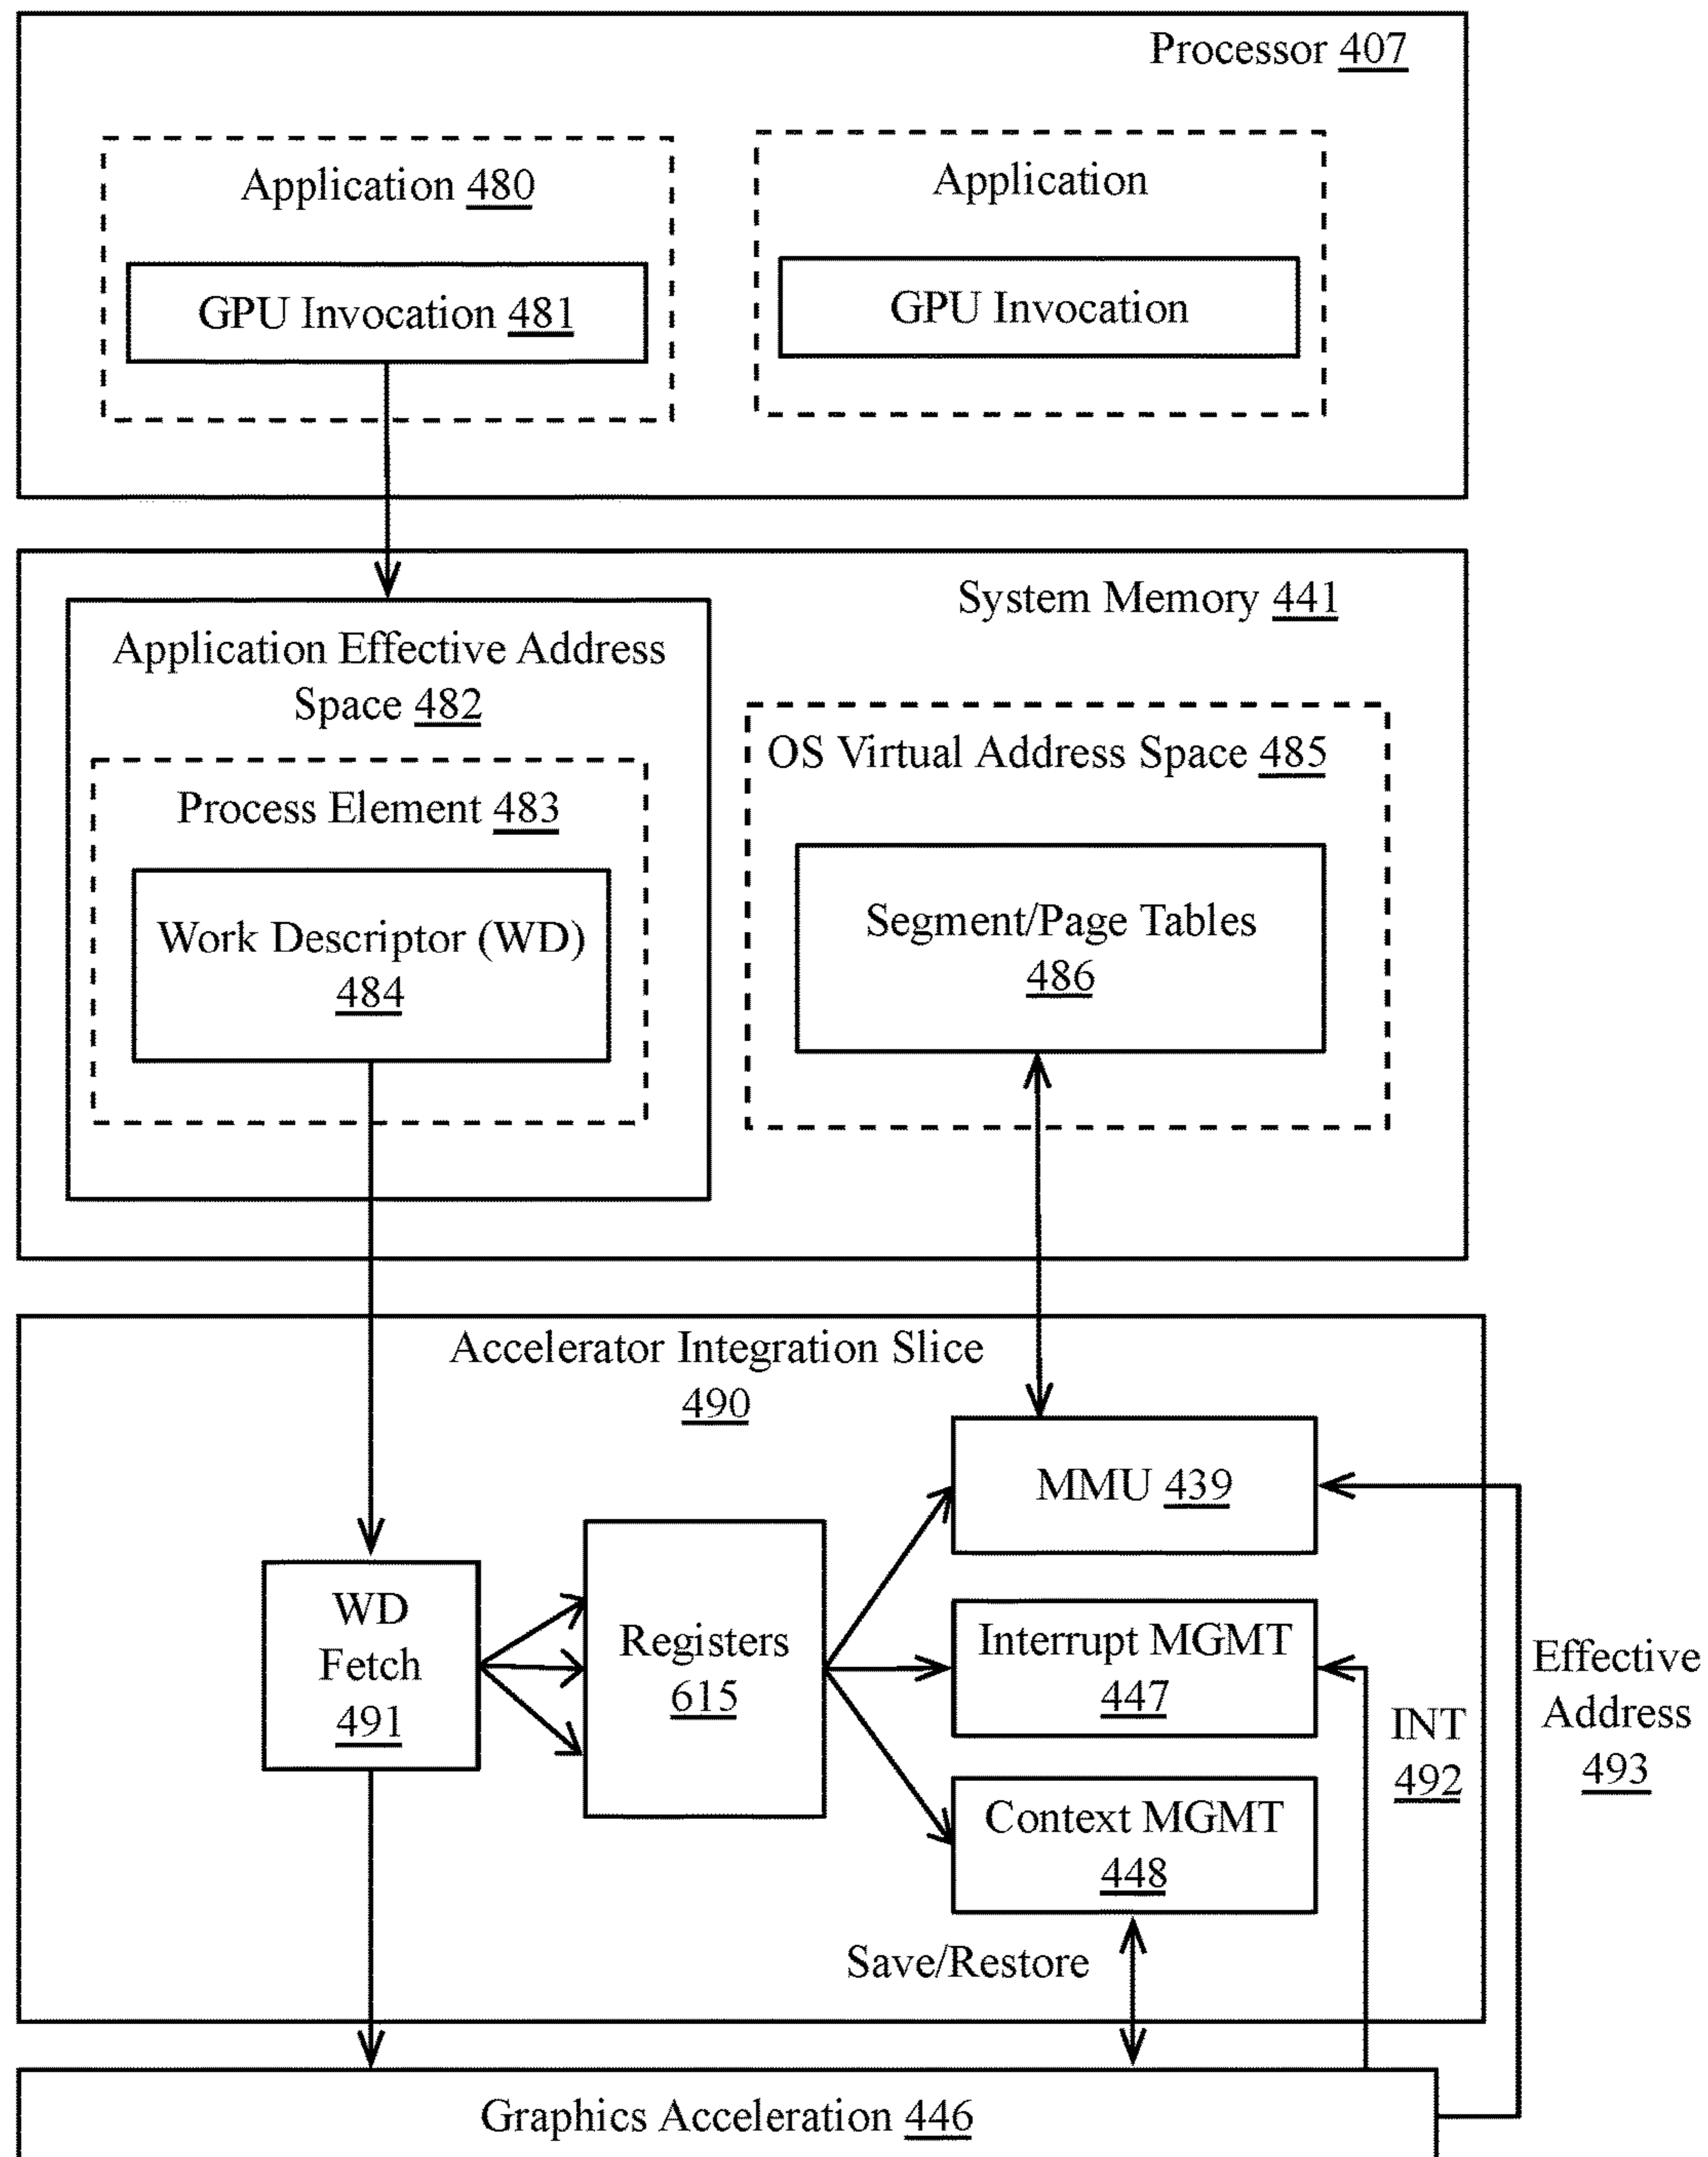 Processor 407
Application 480
Application
GPU Invocation 481
GPU Invocation
System Memory 441
Application Effective Address
Space 482
OS Virtual Address Space 485
Process Element 483
Segment/Page Tables
486
Work Descriptor (WD)
484
Accelerator Integration Slice
490
MMU 439
WD
Fetch
491
Registers
615
Interrupt MGMT
447
Effective
Address
493
INT
492
Context MGMT
448
Save/Restore
Graphics Acceleration 446